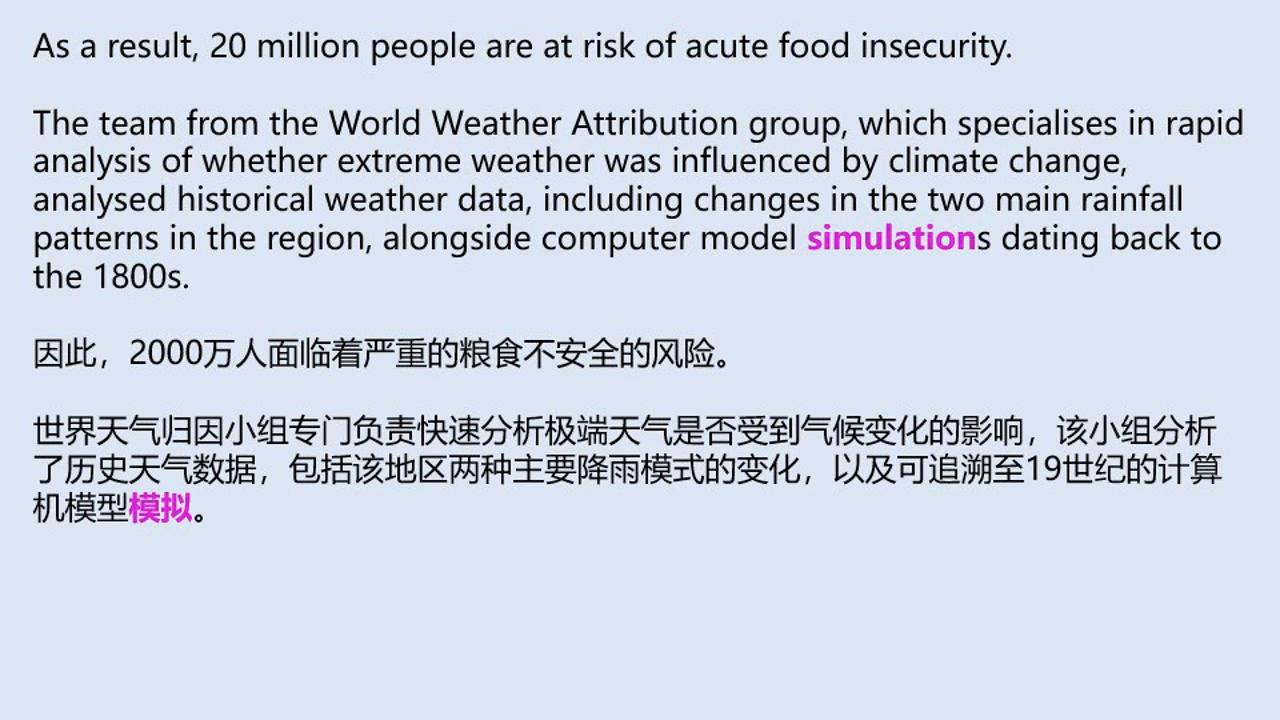 As a result, 20 million people are at risk of acute food insecurity.
The team from the World Weather Attribution group, which specialises in rapid
analysis of whether extreme weather was influenced by climate change,
analysed historical weather data, including changes in the two main rainfall
patterns in the region, alongside computer model simulations dating back to
the 1800s.
因此，2000万人面临着严重的粮食不安全的风险。
世界天气归因小组专门负责快速分析极端天气是否受到气候变化的影响，该小组分析
了历史天气数据，包括该地区两种主要降雨模式的变化，以及可追溯至19世纪的计算
机模型模拟。